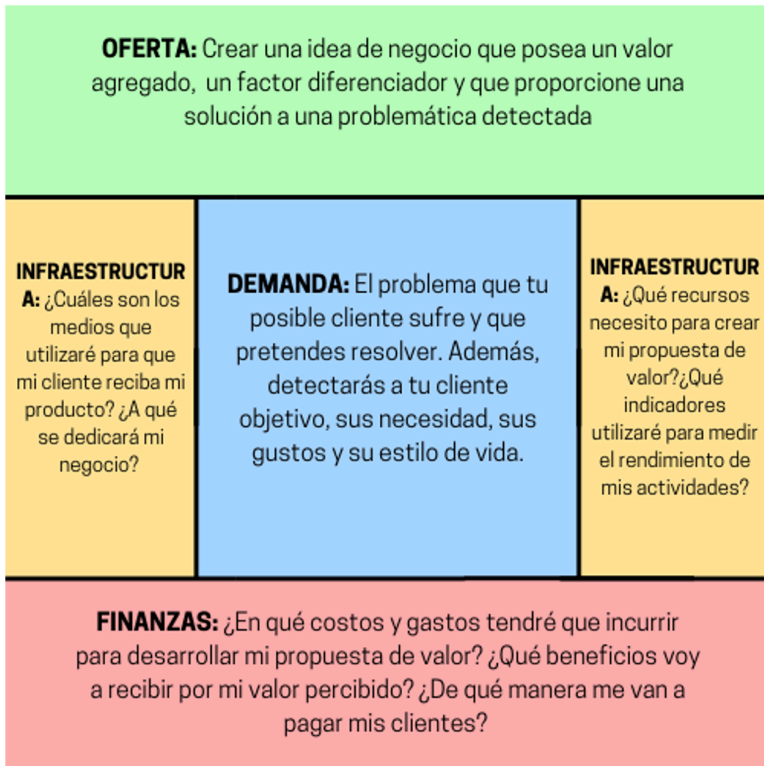 OFERTA: Crear una idea de negocio que posea un valor
agregado, un factor diferenciador y que proporcione una
solución a una problemática detectada
INFRAESTRUCTUR
A: ¿Cuáles son los
medios que
utilizaré para que
mi cliente reciba mi
producto? ¿A qué
se dedicará mi
negocio?
DEMANDA: El problema que tu
posible cliente sufre y que
pretendes resolver. Además,
detectarás a tu cliente
objetivo, sus necesidad, sus
gustos y su estilo de vida.
INFRAESTRUCTUR
A: ¿Qué recursos
necesito para crear
mi propuesta de
valor?¿Qué
indicadores
utilizaré para medir
el rendimiento de
mis actividades?
FINANZAS: ¿En qué costos y gastos tendré que incurrir
para desarrollar mi propuesta de valor? ¿Qué beneficios voy
a recibir por mi valor percibido? ¿De qué manera me van a
pagar mis clientes?